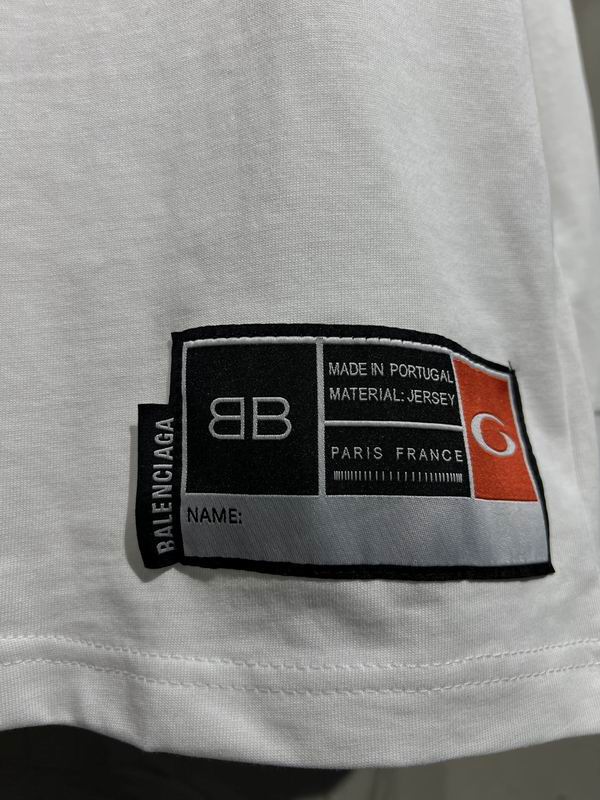 BB
MADE IN PORTUGAL
MATERIAL: JERSEY
PARIS FRANCE
G
NAME:
BALENCIAGA